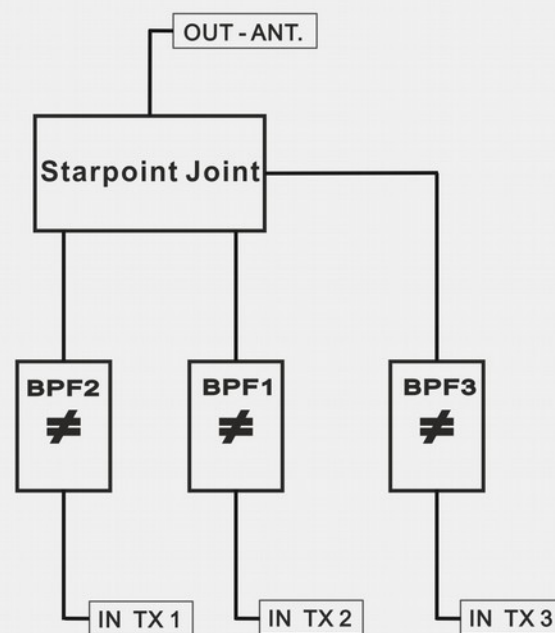 OUT - ANT.
Starpoint Joint
BPF2 BPF1 BPF3
≠ ≠ ≠
IN TX 1 IN TX 2 IN TX 3